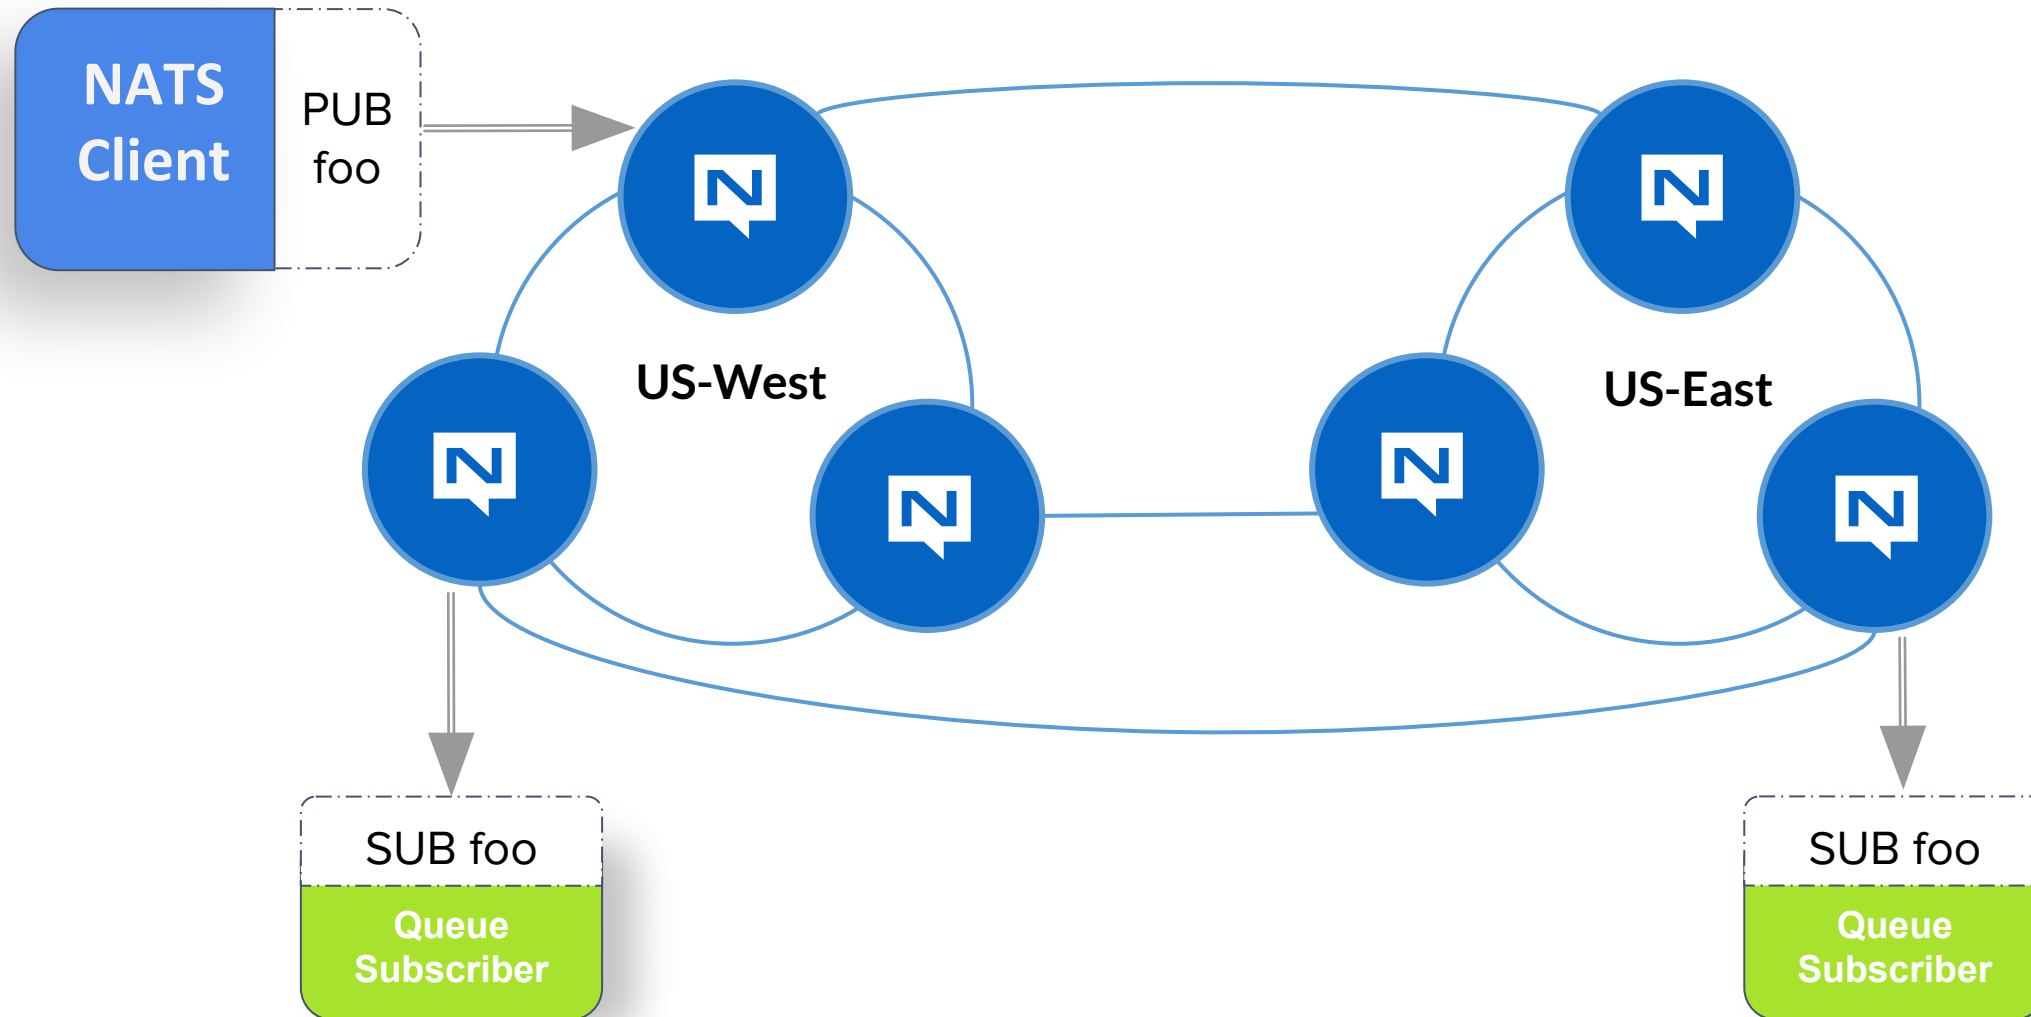 NATS
Client
PUB
foo
N
N
US-West
US-East
N
N
N
N
SUB foo
Queue
Subscriber
SUB foo
Queue
Subscriber